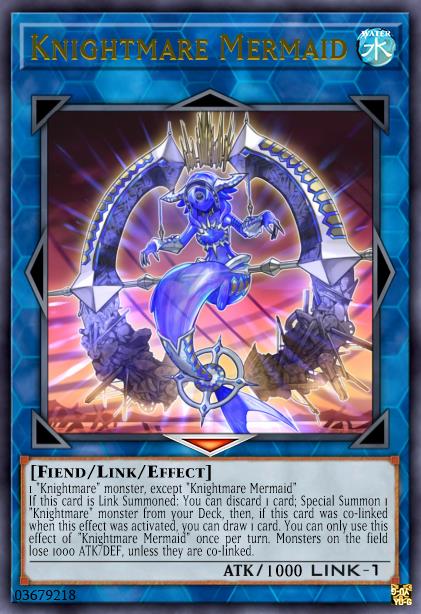 Knightmare Mermaid
WATER
水
[Fiend/Link/Effect]
1 "Knightmare" monster, except "Knightmare Mermaid"
If this card is Link Summoned: You can discard 1 card; Special Summon 1
"Knightmare" monster from your Deck, then, if this card was co-linked
when this effect was activated, you can draw 1 card. You can only use this
effect of "Knightmare Mermaid" once per turn. Monsters on the field
lose 1000 ATK/DEF, unless they are co-linked.
ATK/1000 LINK-1
03679218